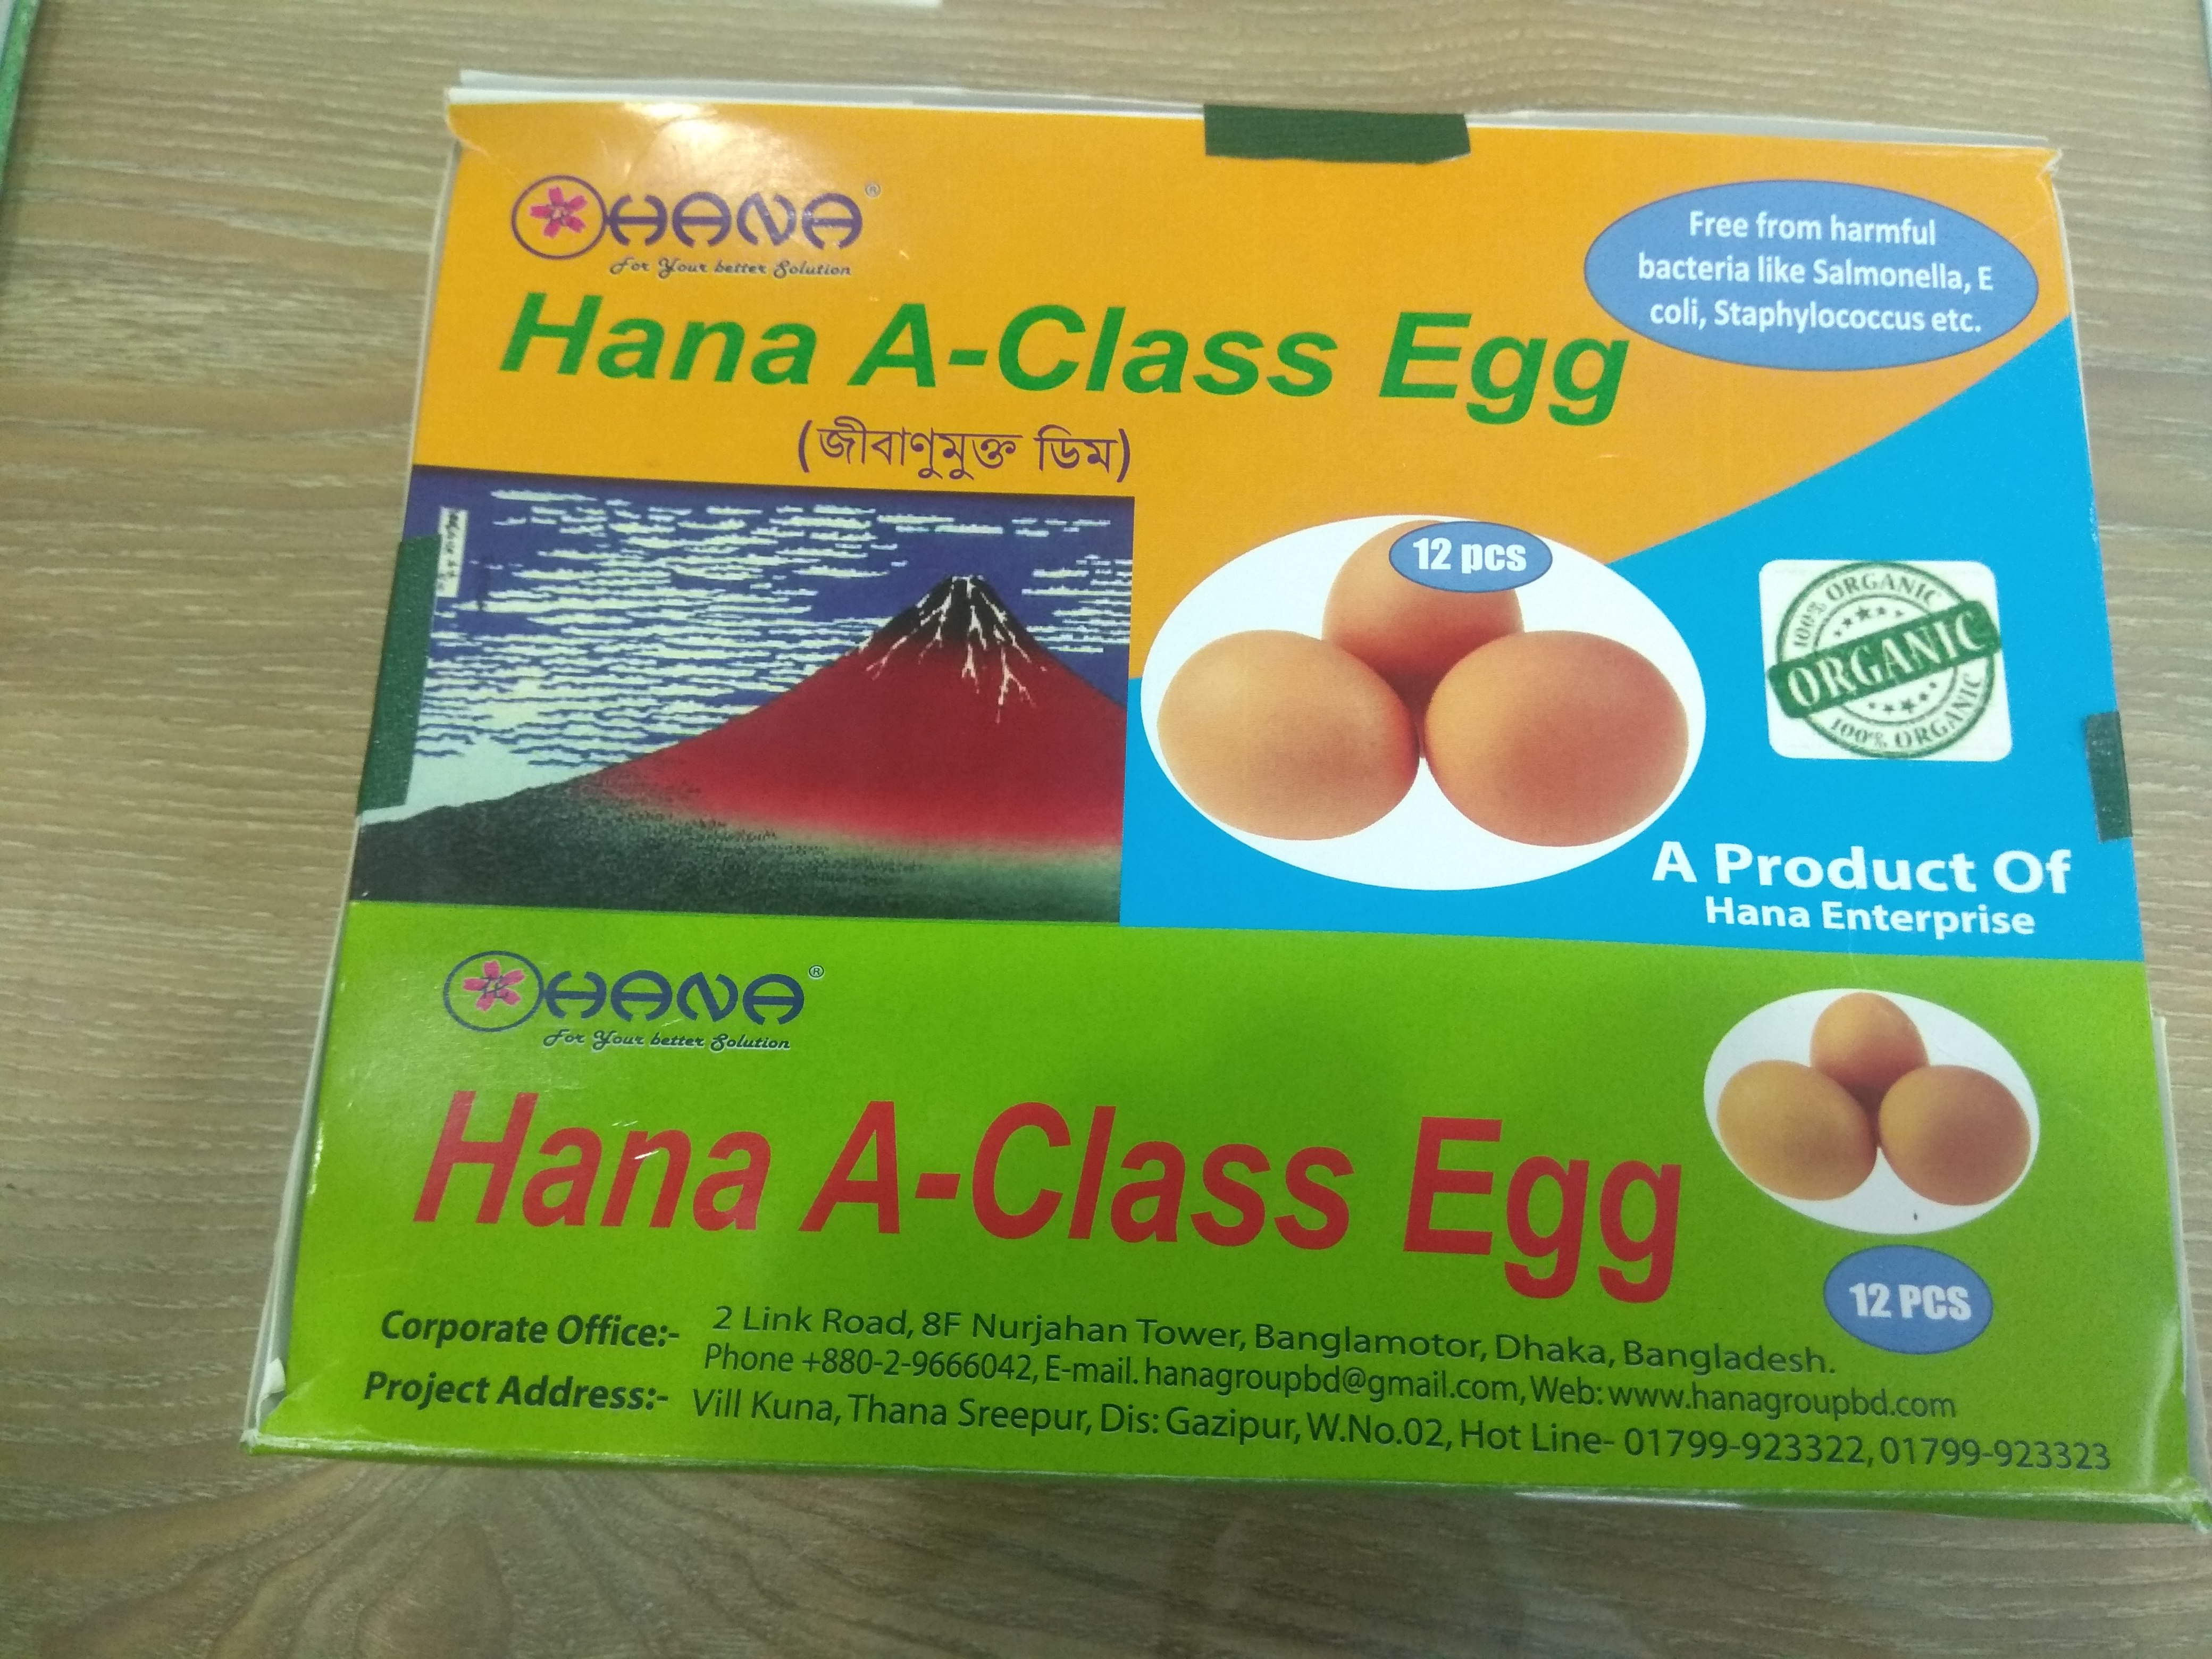 HANA®
For Your better Solution
Free from harmful
bacteria like Salmonella, E
coli, Staphylococcus etc.
Hana A-Class Egg
(জীবাণুমুক্ত ডিম)
12 pcs
100% ORGANIC
ORGANIC
100% ORGANIC
A Product Of
Hana Enterprise
HANA®
For Your better Solution
Hana A-Class Egg
12 PCS
Corporate Office:- 2 Link Road, 8F Nurjahan Tower, Banglamotor, Dhaka, Bangladesh.
Phone +880-2-9666042, E-mail. hanagroupbd@gmail.com, Web: www.hanagroupbd.com
Project Address:- Vill Kuna, Thana Sreepur, Dis: Gazipur, W.No.02, Hot Line- 01799-923322, 01799-923323